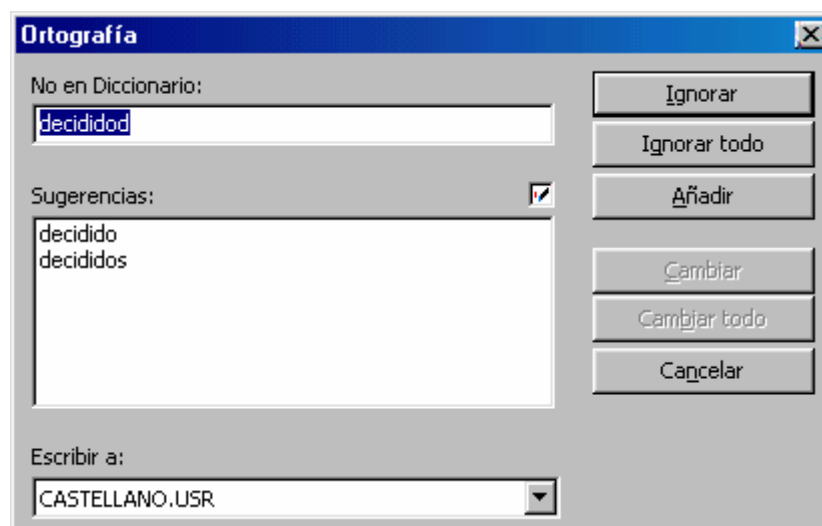 Ortografía
No en Diccionario:
decididod
Sugerencias:
decidido
decididos
Escribir a:
CASTELLANO.USR
Ignorar
Ignorar todo
Añadir
Cambiar
Cambiar todo
Cancelar